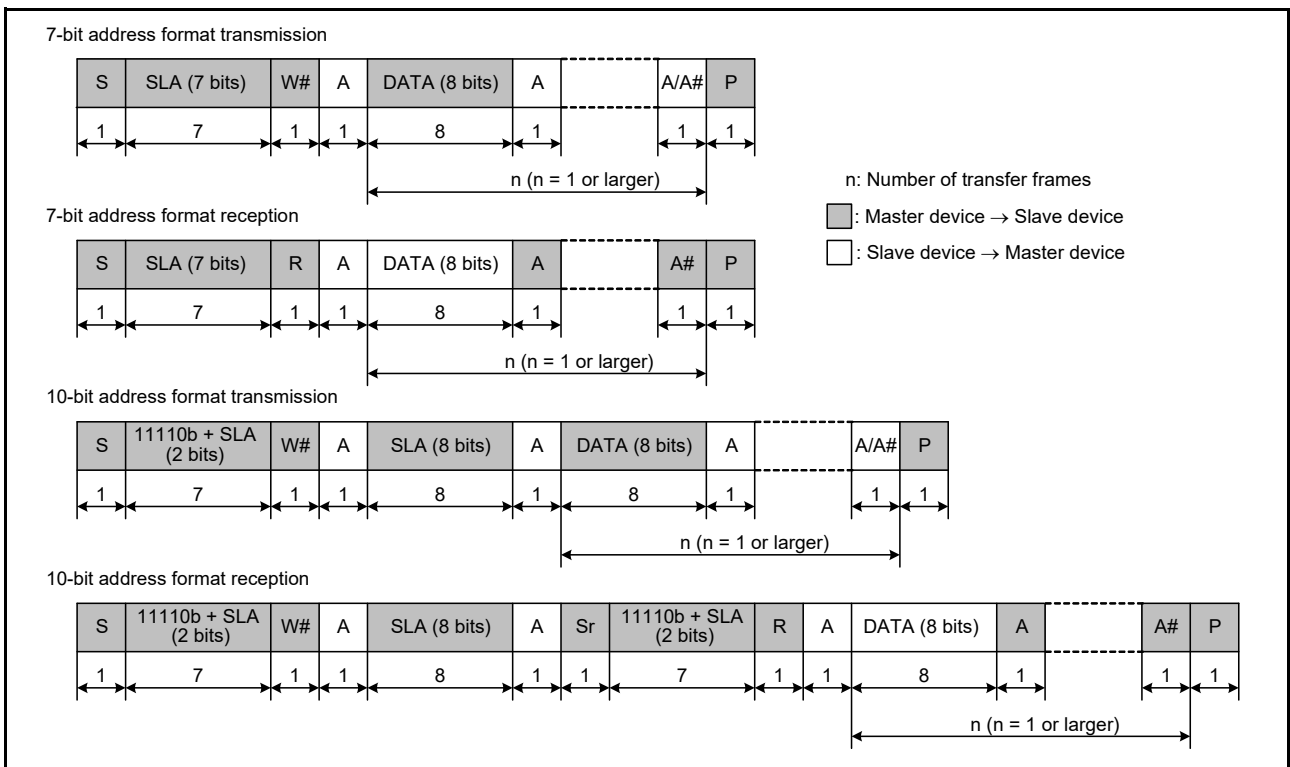 7-bit address format transmission
S SLA (7 bits) W# A DATA (8 bits) A A/A# P
1 7 1 1 8 1 1 1
n (n = 1 or larger)
n: Number of transfer frames
: Master device → Slave device
: Slave device → Master device
7-bit address format reception
S SLA (7 bits) R A DATA (8 bits) A A# P
1 7 1 1 8 1 1 1
n (n = 1 or larger)
10-bit address format transmission
S 11110b + SLA (2 bits) W# A SLA (8 bits) A DATA (8 bits) A A/A# P
1 7 1 1 8 1 8 1 1 1
n (n = 1 or larger)
10-bit address format reception
S 11110b + SLA (2 bits) W# A SLA (8 bits) A Sr 11110b + SLA (2 bits) R A DATA (8 bits) A A# P
1 7 1 1 8 1 1 7 1 1 8 1 1 1
n (n = 1 or larger)